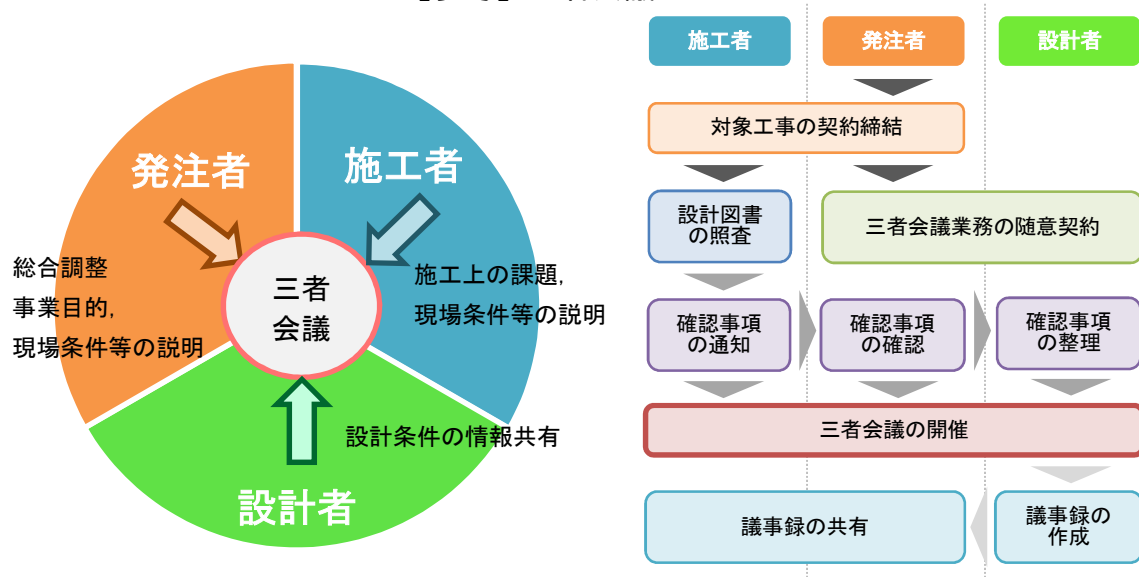 発注者
施工者
総合調整
事業目的,
現場条件等の説明
三者
会議
施工上の課題,
現場条件等の説明
設計条件の情報共有
設計者
施工者
発注者
設計者
対象工事の契約締結
設計図書
の照査
三者会議業務の随意契約
確認事項
の通知
確認事項
の確認
確認事項
の整理
三者会議の開催
議事録の共有
議事録の
作成